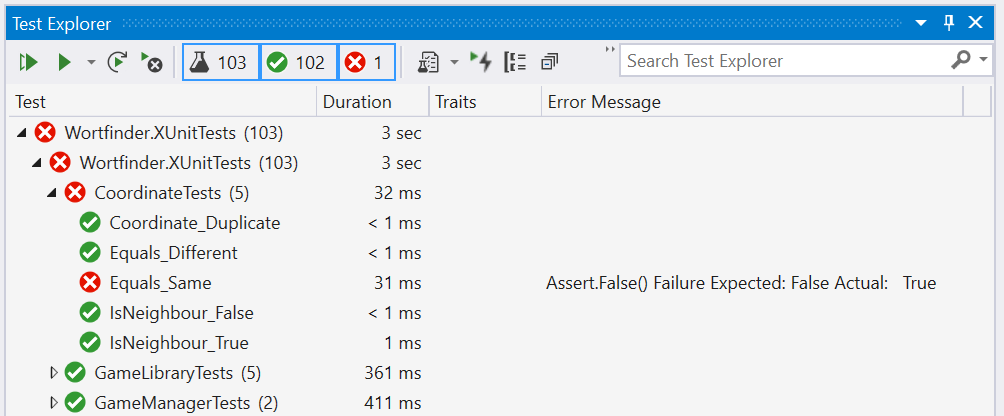 Test Explorer
103 102 1 Search Test Explorer
Test Duration Traits Error Message
Wortfinder.XUnitTests (103) 3 sec
Wortfinder.XUnitTests (103) 3 sec
CoordinateTests (5) 32 ms
Coordinate_Duplicate < 1 ms
Equals_Different < 1 ms
Equals_Same 31 ms Assert.False() Failure Expected: False Actual: True
IsNeighbour_False < 1 ms
IsNeighbour_True 1 ms
GameLibraryTests (5) 361 ms
GameManagerTests (2) 411 ms